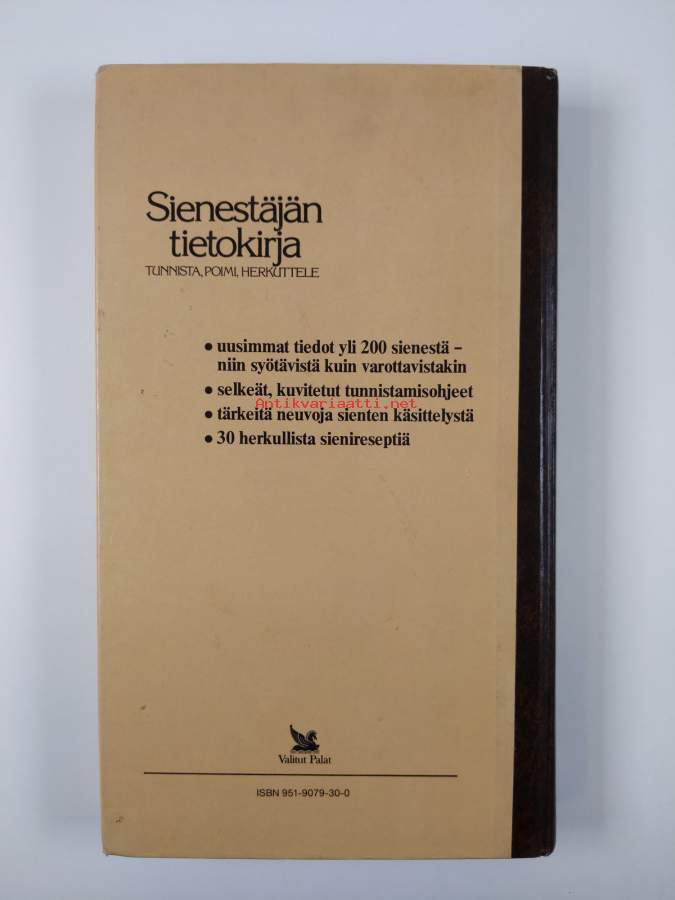 Sienestäjän
tietokirja
TUNNISTA, POIMI, HERKUTTELE
• uusimmat tiedot yli 200 sienestä –
niin syötävistä kuin varottavistakin
• selkeät, kuvitetut tunnistamisohjeet
Antikvariaatti.net
• tärkeitä neuvoja sienten käsittelystä
• 30 herkullista sienireseptiä
Valitut Palat
ISBN 951-9079-30-0